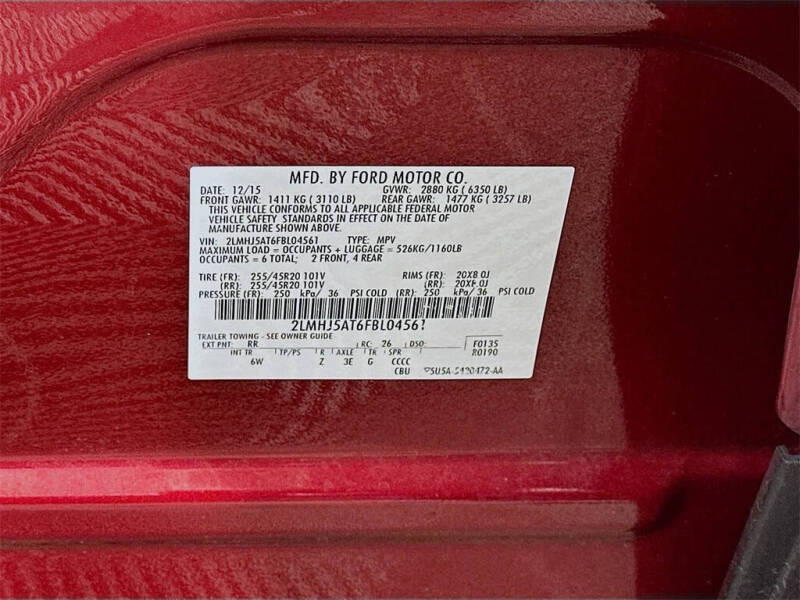 MFD. BY FORD MOTOR CO.
DATE: 12/15 GVWR: 2880 KG ( 6350 LB)
FRONT GAWR: 1411 KG ( 3110 LB) REAR GAWR: 1477 KG ( 3257 LB)
THIS VEHICLE CONFORMS TO ALL APPLICABLE FEDERAL MOTOR
VEHICLE SAFETY STANDARDS IN EFFECT ON THE DATE OF
MANUFACTURE SHOWN ABOVE.
VIN: 2LMHJ5AT6FBL04561 TYPE: MPV
MAXIMUM LOAD = OCCUPANTS + LUGGAGE = 526KG/1160LB
OCCUPANTS = 6 TOTAL; 2 FRONT, 4 REAR
TIRE (FR): 255/45R20 101V RIMS (FR): 20X8.0J
(RR): 255/45R20 101V (RR): 20X8.0J
PRESSURE (FR): 250 kPa/ 36 PSI COLD (RR): 250 kPa/ 36 PSI COLD
2LMHJ5AT6FBL04561
TRAILER TOWING - SEE OWNER GUIDE
EXT PNT: RR RC: 26 DSO: F0135
INT TR TP/PS R AXLE TR SPR R0190
6W Z 3E G CCCC
CBU